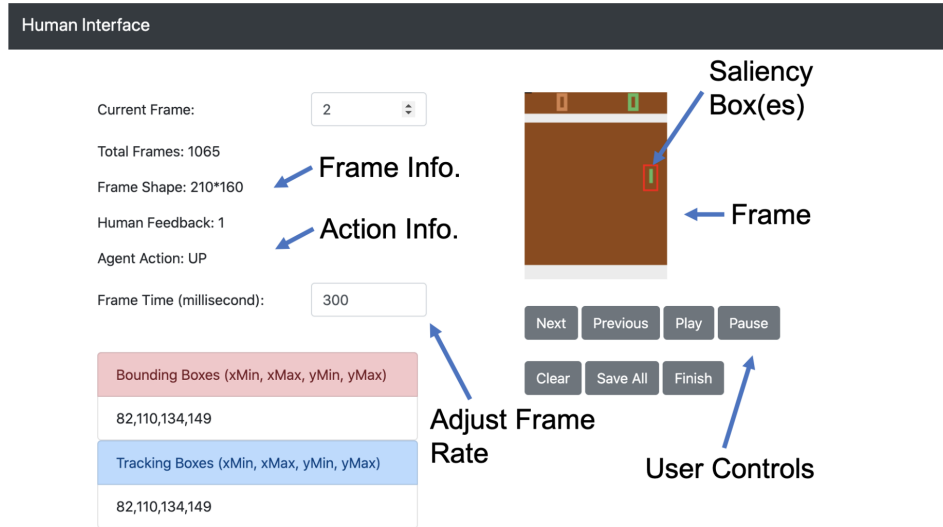 Human Interface
Saliency
Box(es)
Current Frame:
2
Total Frames: 1065
Frame Info.
Frame Shape: 210*160
Frame
Human Feedback: 1
Action Info.
Agent Action: UP
Frame Time (millisecond):
300
Next
Previous
Play
Pause
Bounding Boxes (xMin, xMax, yMin, yMax)
Clear
Save All
Finish
82,110,134,149
Adjust Frame
Rate
Tracking Boxes (xMin, xMax, yMin, yMax)
User Controls
82,110,134,149